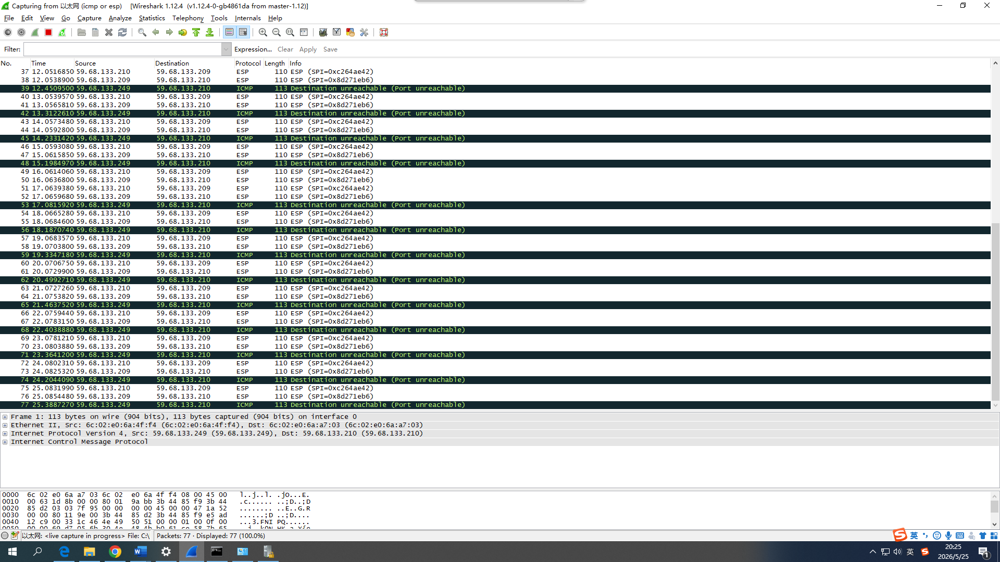 Capturing from 以太网 (icmp or esp)    [Wireshark 1.12.4  (v1.12.4-0-gb4861da from master-1.12)]
File Edit View Go Capture Analyze Statistics Telephony Tools Internals Help
Filter: Expression... Clear Apply Save
No. Time Source Destination Protocol Length Info
37 12.0516850 59.68.133.210 59.68.133.209 ESP 110 ESP (SPI=0xc264ae42)
38 12.0538900 59.68.133.209 59.68.133.210 ESP 110 ESP (SPI=0x8d271eb6)
39 12.4509500 59.68.133.249 59.68.133.210 ICMP 113 Destination unreachable (Port unreachable)
40 13.0539570 59.68.133.210 59.68.133.209 ESP 110 ESP (SPI=0xc264ae42)
41 13.0565810 59.68.133.209 59.68.133.210 ESP 110 ESP (SPI=0x8d271eb6)
42 13.3122610 59.68.133.249 59.68.133.210 ICMP 113 Destination unreachable (Port unreachable)
43 14.0573480 59.68.133.210 59.68.133.209 ESP 110 ESP (SPI=0xc264ae42)
44 14.0592800 59.68.133.209 59.68.133.210 ESP 110 ESP (SPI=0x8d271eb6)
45 14.2331420 59.68.133.249 59.68.133.210 ICMP 113 Destination unreachable (Port unreachable)
46 15.0593080 59.68.133.210 59.68.133.209 ESP 110 ESP (SPI=0xc264ae42)
47 15.0615850 59.68.133.209 59.68.133.210 ESP 110 ESP (SPI=0x8d271eb6)
48 15.1984970 59.68.133.249 59.68.133.210 ICMP 113 Destination unreachable (Port unreachable)
49 16.0614060 59.68.133.210 59.68.133.209 ESP 110 ESP (SPI=0xc264ae42)
50 16.0636800 59.68.133.209 59.68.133.210 ESP 110 ESP (SPI=0x8d271eb6)
51 17.0639380 59.68.133.210 59.68.133.209 ESP 110 ESP (SPI=0xc264ae42)
52 17.0659680 59.68.133.209 59.68.133.210 ESP 110 ESP (SPI=0x8d271eb6)
53 17.0815920 59.68.133.249 59.68.133.210 ICMP 113 Destination unreachable (Port unreachable)
54 18.0665280 59.68.133.210 59.68.133.209 ESP 110 ESP (SPI=0xc264ae42)
55 18.0684600 59.68.133.209 59.68.133.210 ESP 110 ESP (SPI=0x8d271eb6)
56 18.1870740 59.68.133.249 59.68.133.210 ICMP 113 Destination unreachable (Port unreachable)
57 19.0683570 59.68.133.210 59.68.133.209 ESP 110 ESP (SPI=0xc264ae42)
58 19.0703800 59.68.133.209 59.68.133.210 ESP 110 ESP (SPI=0x8d271eb6)
59 19.3347180 59.68.133.249 59.68.133.210 ICMP 113 Destination unreachable (Port unreachable)
60 20.0706750 59.68.133.210 59.68.133.209 ESP 110 ESP (SPI=0xc264ae42)
61 20.0729900 59.68.133.209 59.68.133.210 ESP 110 ESP (SPI=0x8d271eb6)
62 20.4992710 59.68.133.249 59.68.133.210 ICMP 113 Destination unreachable (Port unreachable)
63 21.0727260 59.68.133.210 59.68.133.209 ESP 110 ESP (SPI=0xc264ae42)
64 21.0753820 59.68.133.209 59.68.133.210 ESP 110 ESP (SPI=0x8d271eb6)
65 21.4637520 59.68.133.249 59.68.133.210 ICMP 113 Destination unreachable (Port unreachable)
66 22.0759440 59.68.133.210 59.68.133.209 ESP 110 ESP (SPI=0xc264ae42)
67 22.0783150 59.68.133.209 59.68.133.210 ESP 110 ESP (SPI=0x8d271eb6)
68 22.4038880 59.68.133.249 59.68.133.210 ICMP 113 Destination unreachable (Port unreachable)
69 23.0781210 59.68.133.210 59.68.133.209 ESP 110 ESP (SPI=0xc264ae42)
70 23.0803880 59.68.133.209 59.68.133.210 ESP 110 ESP (SPI=0x8d271eb6)
71 23.3641200 59.68.133.249 59.68.133.210 ICMP 113 Destination unreachable (Port unreachable)
72 24.0802310 59.68.133.210 59.68.133.209 ESP 110 ESP (SPI=0xc264ae42)
73 24.0825320 59.68.133.209 59.68.133.210 ESP 110 ESP (SPI=0x8d271eb6)
74 24.2044090 59.68.133.249 59.68.133.210 ICMP 113 Destination unreachable (Port unreachable)
75 25.0831990 59.68.133.210 59.68.133.209 ESP 110 ESP (SPI=0xc264ae42)
76 25.0854480 59.68.133.209 59.68.133.210 ESP 110 ESP (SPI=0x8d271eb6)
77 25.3887270 59.68.133.249 59.68.133.210 ICMP 113 Destination unreachable (Port unreachable)
Frame 1: 113 bytes on wire (904 bits), 113 bytes captured (904 bits) on interface 0
Ethernet II, Src: 6c:02:e0:6a:4f:f4 (6c:02:e0:6a:4f:f4), Dst: 6c:02:e0:6a:a7:03 (6c:02:e0:6a:a7:03)
Internet Protocol Version 4, Src: 59.68.133.249 (59.68.133.249), Dst: 59.68.133.210 (59.68.133.210)
Internet Control Message Protocol
0000  6c 02 e0 6a a7 03 6c 02  e0 6a 4f f4 08 00 45 00   l..j..l. .jO...E.
0010  00 63 1d 8b 00 00 80 01  9a bb 3b 44 85 f9 3b 44   .c...... ..;D..;D
0020  85 d2 03 03 7f 95 00 00  00 00 45 00 00 47 1a 52   ........ ..E..G.R
0030  00 00 80 11 9e 00 3b 44  85 d2 3b 44 85 f9 e5 ad   ......;D ..;D....
0040  12 c9 00 33 1c 46 4e 49  50 51 00 00 01 00 0f 00   ...3.FNI PQ......
以太网: <live capture in progress> File: C:\ Packets: 77 · Displayed: 77 (100.0%)
英
英
20:25
2026/5/25
1